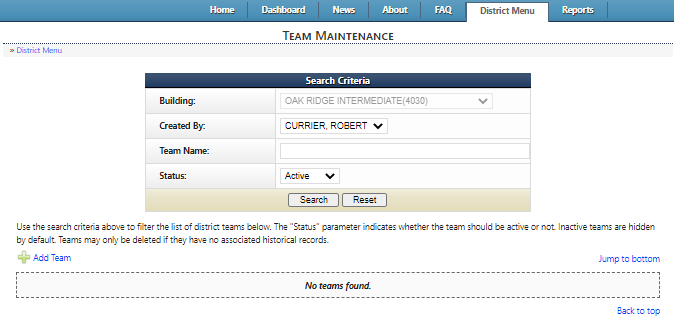 Home Dashboard News About FAQ District Menu Reports
TEAM MAINTENANCE
» District Menu
Search Criteria
Building: OAK RIDGE INTERMEDIATE(4030)
Created By: CURRIER, ROBERT
Team Name:
Status: Active
Search Reset
Use the search criteria above to filter the list of district teams below. The "Status" parameter indicates whether the team should be active or not. Inactive teams are hidden
by default. Teams may only be deleted if they have no associated historical records.
Add Team Jump to bottom
No teams found.
Back to top